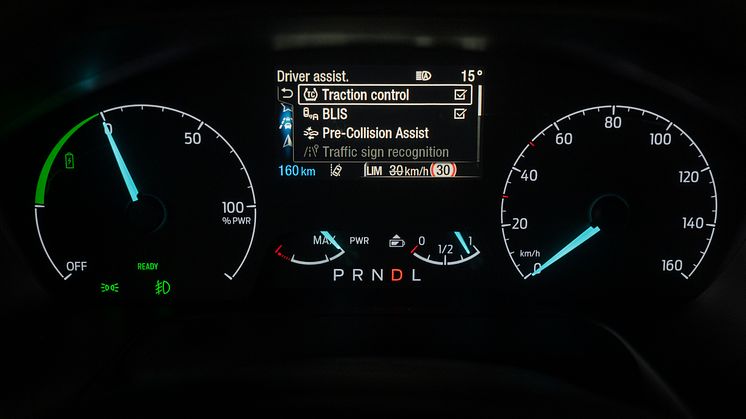 Driver assist. 15°
TC Traction control
BLIS
Pre-Collision Assist
Traffic sign recognition
160 km LIM 30 km/h 30
0 50 100 % PWR
OFF
READY
MAX PWR
0 1/2 1
P R N D L
0 20 40 60 80 100 120 140 160
km/h